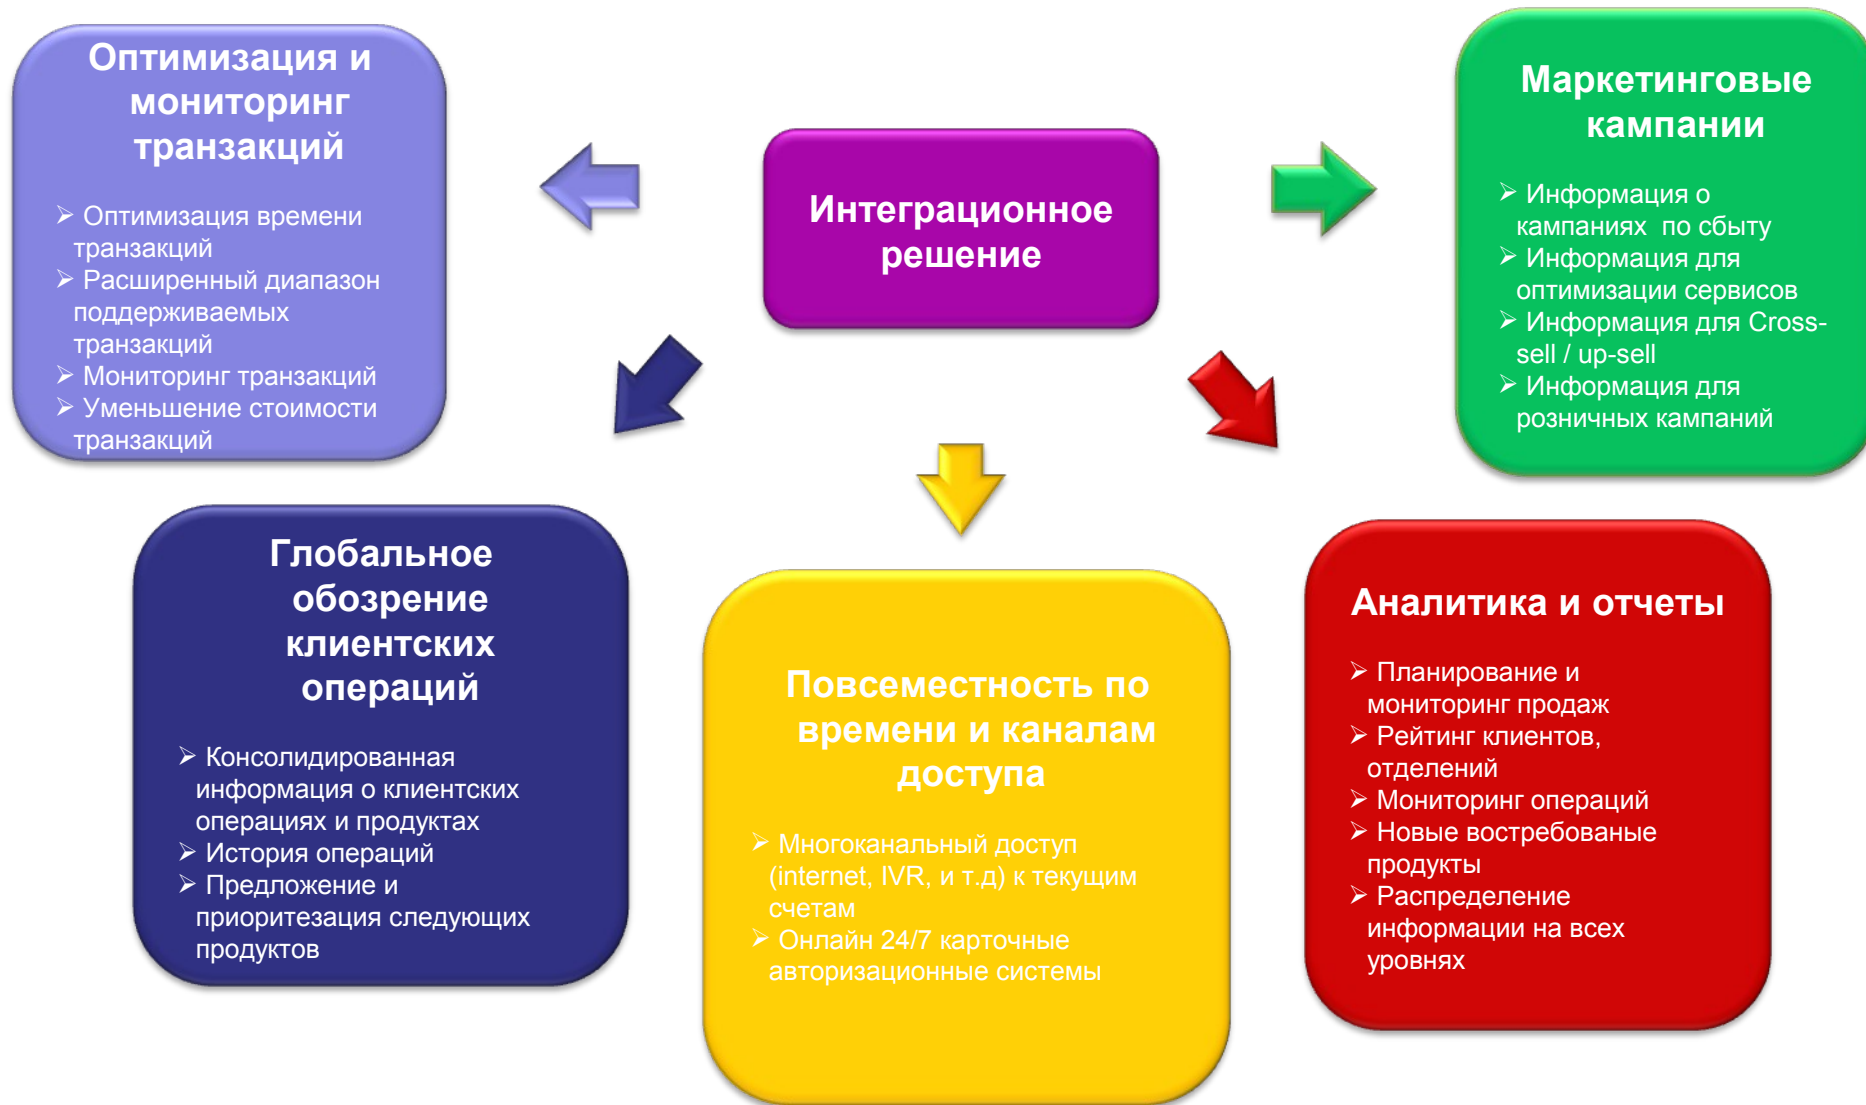 Оптимизация и
мониторинг
транзакций
➢ Оптимизация времени
транзакций
➢ Расширенный диапазон
поддерживаемых
транзакций
➢ Мониторинг транзакций
➢ Уменьшение стоимости
транзакций
Интеграционное
решение
Маркетинговые
кампании
➢ Информация о
кампаниях по сбыту
➢ Информация для
оптимизации сервисов
➢ Информация для Cross-
sell / up-sell
➢ Информация для
розничных кампаний
Глобальное
обозрение
клиентских
операций
➢ Консолидированная
информация о клиентских
операциях и продуктах
➢ История операций
➢ Предложение и
приоритезация следующих
продуктов
Повсеместность по
времени и каналам
доступа
➢ Многоканальный доступ
(internet, IVR, и т.д) к текущим
счетам
➢ Онлайн 24/7 карточные
авторизационные системы
Аналитика и отчеты
➢ Планирование и
мониторинг продаж
➢ Рейтинг клиентов,
отделений
➢ Мониторинг операций
➢ Новые востребованые
продукты
➢ Распределение
информации на всех
уровнях